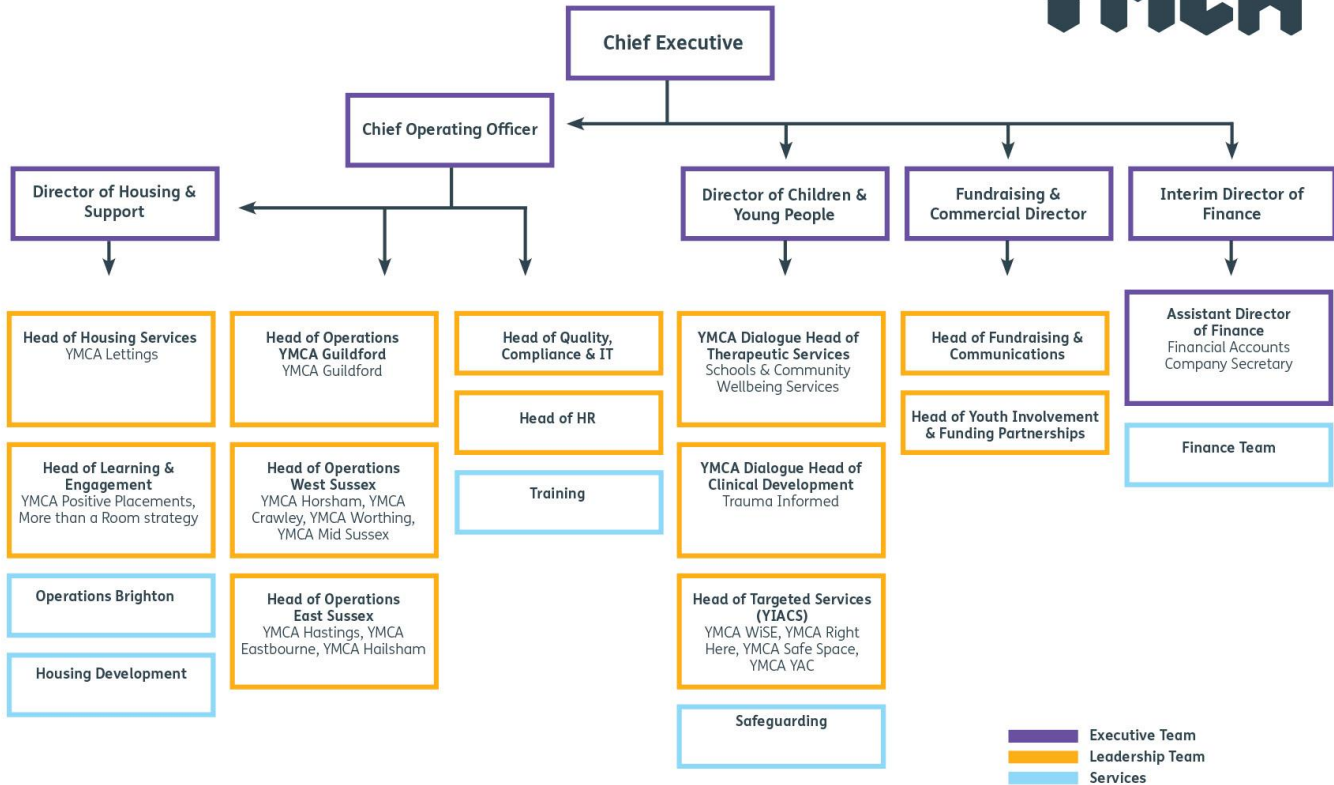 YMCA
Chief Executive
Chief Operating Officer
Director of Housing &
Support
Director of Children &
Young People
Fundraising &
Commercial Director
Interim Director of
Finance
Head of Housing Services
YMCA Lettings
Head of Learning &
Engagement
YMCA Positive Placements,
More than a Room strategy
Operations Brighton
Housing Development
Head of Operations
YMCA Guildford
YMCA Guildford
Head of Operations
West Sussex
YMCA Horsham, YMCA
Crawley, YMCA Worthing,
YMCA Mid Sussex
Head of Operations
East Sussex
YMCA Hastings, YMCA
Eastbourne, YMCA Hailsham
Head of Quality,
Compliance & IT
Head of HR
Training
YMCA Dialogue Head of
Therapeutic Services
Schools & Community
Wellbeing Services
YMCA Dialogue Head of
Clinical Development
Trauma Informed
Head of Targeted Services
(YIACS)
YMCA WiSE, YMCA Right
Here, YMCA Safe Space,
YMCA YAC
Safeguarding
Head of Fundraising &
Communications
Head of Youth Involvement
& Funding Partnerships
Assistant Director
of Finance
Financial Accounts
Company Secretary
Finance Team
Executive Team
Leadership Team
Services